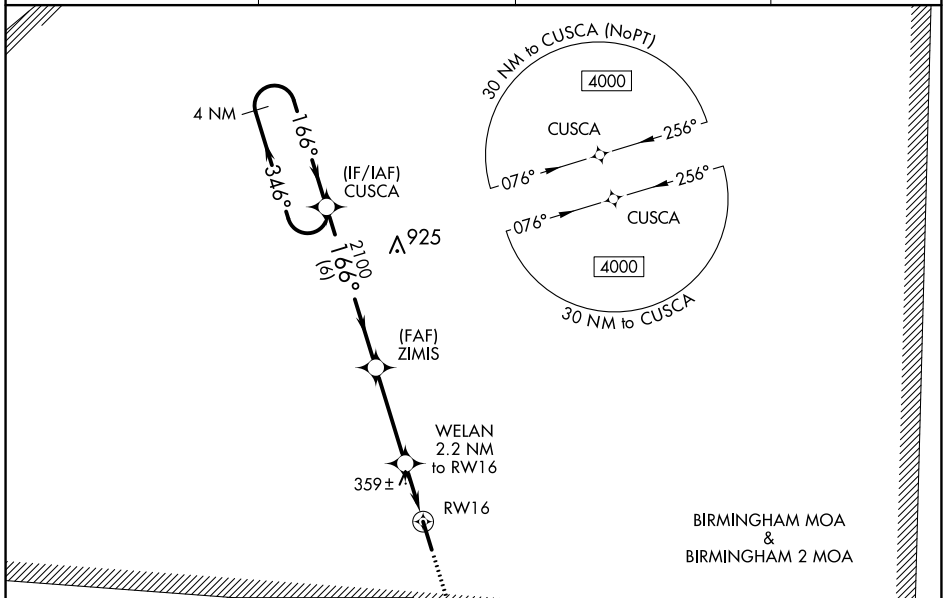 30 NM to CUSCA (NoPT)
4000
CUSCA
256°
076°
256°
076°
CUSCA
4000
30 NM to CUSCA
4 NM
166°
346°
(IF/IAF)
CUSCA
925
2100
166°
(6)
(FAF)
ZIMIS
WELAN
2.2 NM
to RW16
359±
RW16
BIRMINGHAM MOA
&
BIRMINGHAM 2 MOA